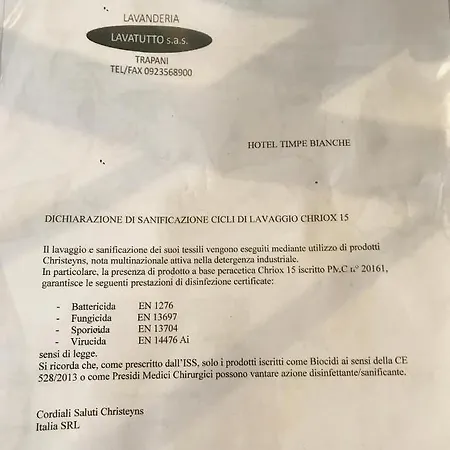 LAVANDERIA
LAVATUTTO s.a.s.
TRAPANI
TEL/FAX 0923568900
HOTEL TIMPE BIANCHE
DICHIARAZIONE DI SANIFICAZIONE CICLI DI LAVAGGIO CHRIOX 15
Il lavaggio e sanificazione dei suoi tessili vengono eseguiti mediante utilizzo di prodotti
Christeyns, nota multinazionale attiva nella detergenza industriale.
In particolare, la presenza di prodotto a base peracetica Chriox 15 iscritto PMC n° 20161,
garantisce le seguenti prestazioni di disinfezione certificate:
- Battericida EN 1276
- Fungicida EN 13697
- Sporicida EN 13704
- Virucida EN 14476 Ai
sensi di legge.
Si ricorda che, come prescritto dall'ISS, solo i prodotti iscritti come Biocidi ai sensi della CE
528/2013 o come Presidi Medici Chirurgici possono vantare azione disinfettante/sanificante.
Cordiali Saluti Christeyns
Italia SRL